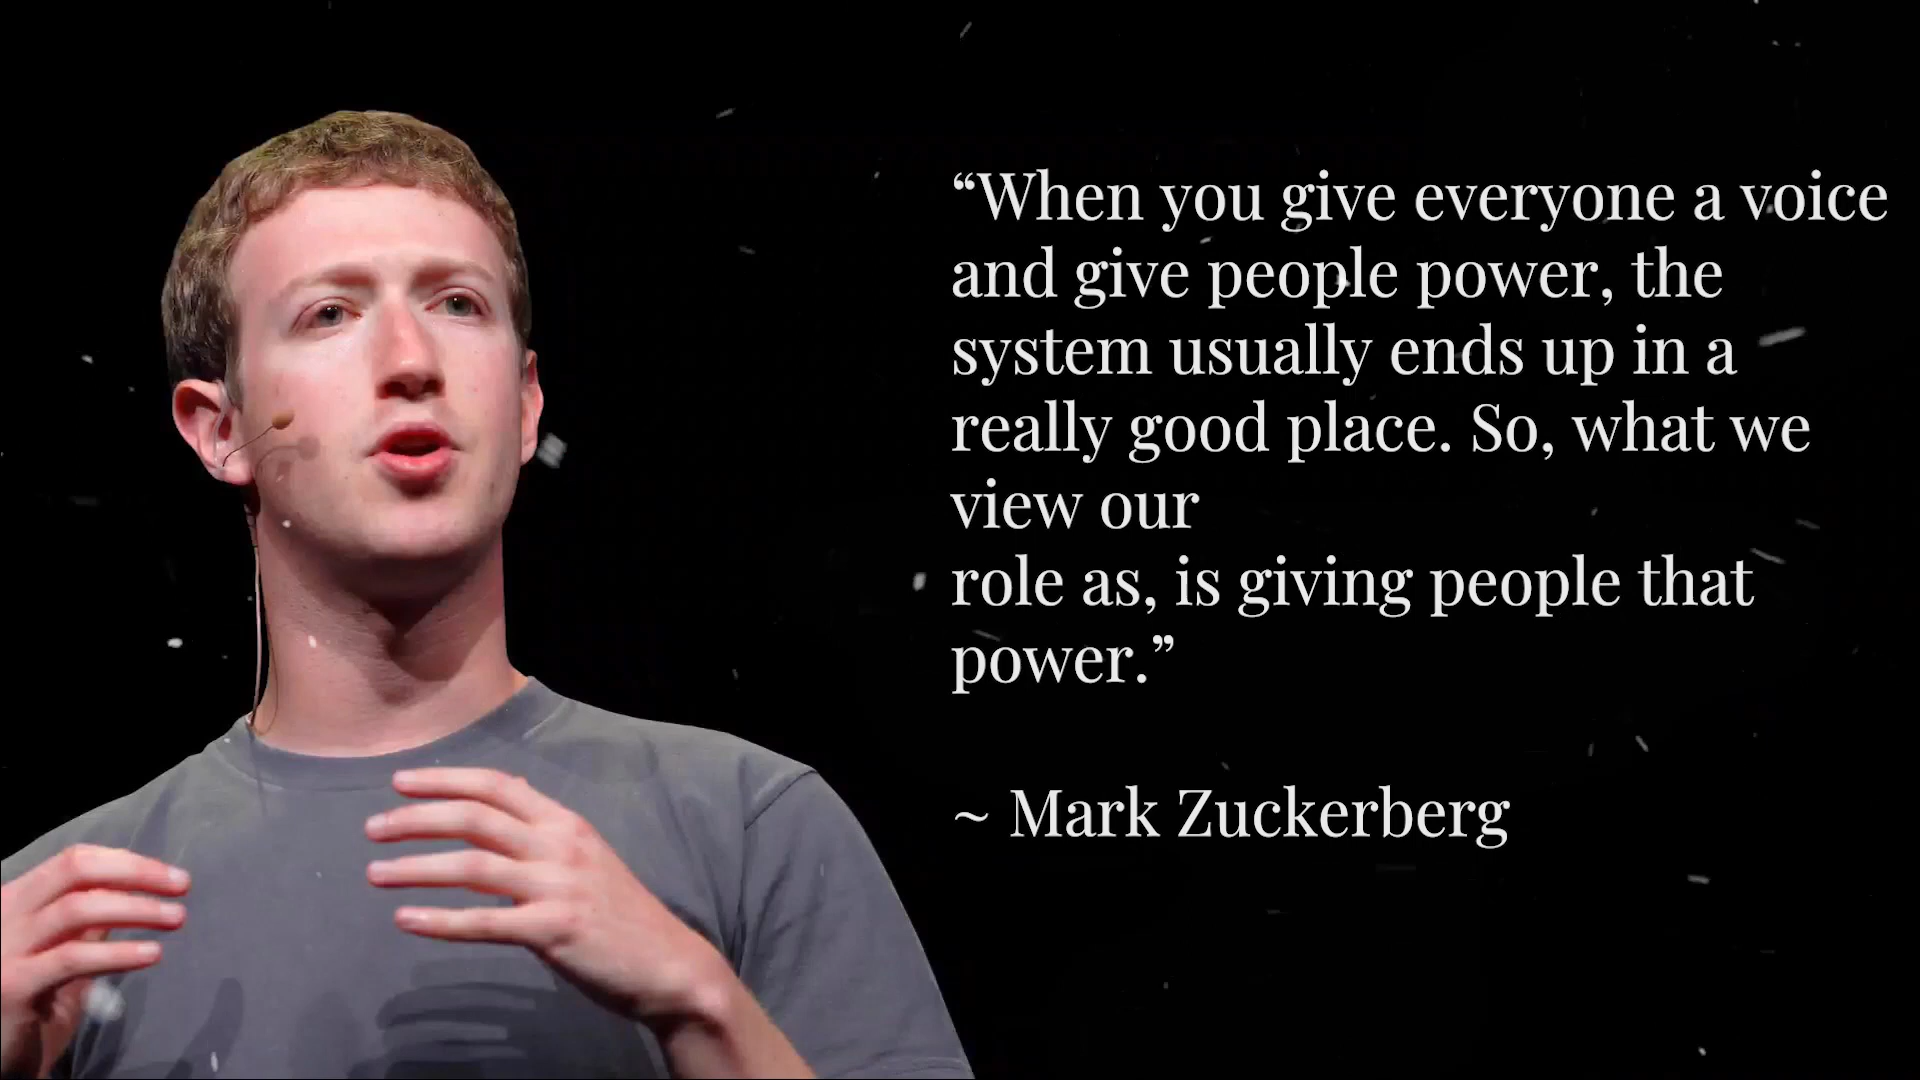 “When you give everyone a voice
and give people power, the
system usually ends up in a
really good place. So, what we
view our
role as, is giving people that
power.”
~ Mark Zuckerberg